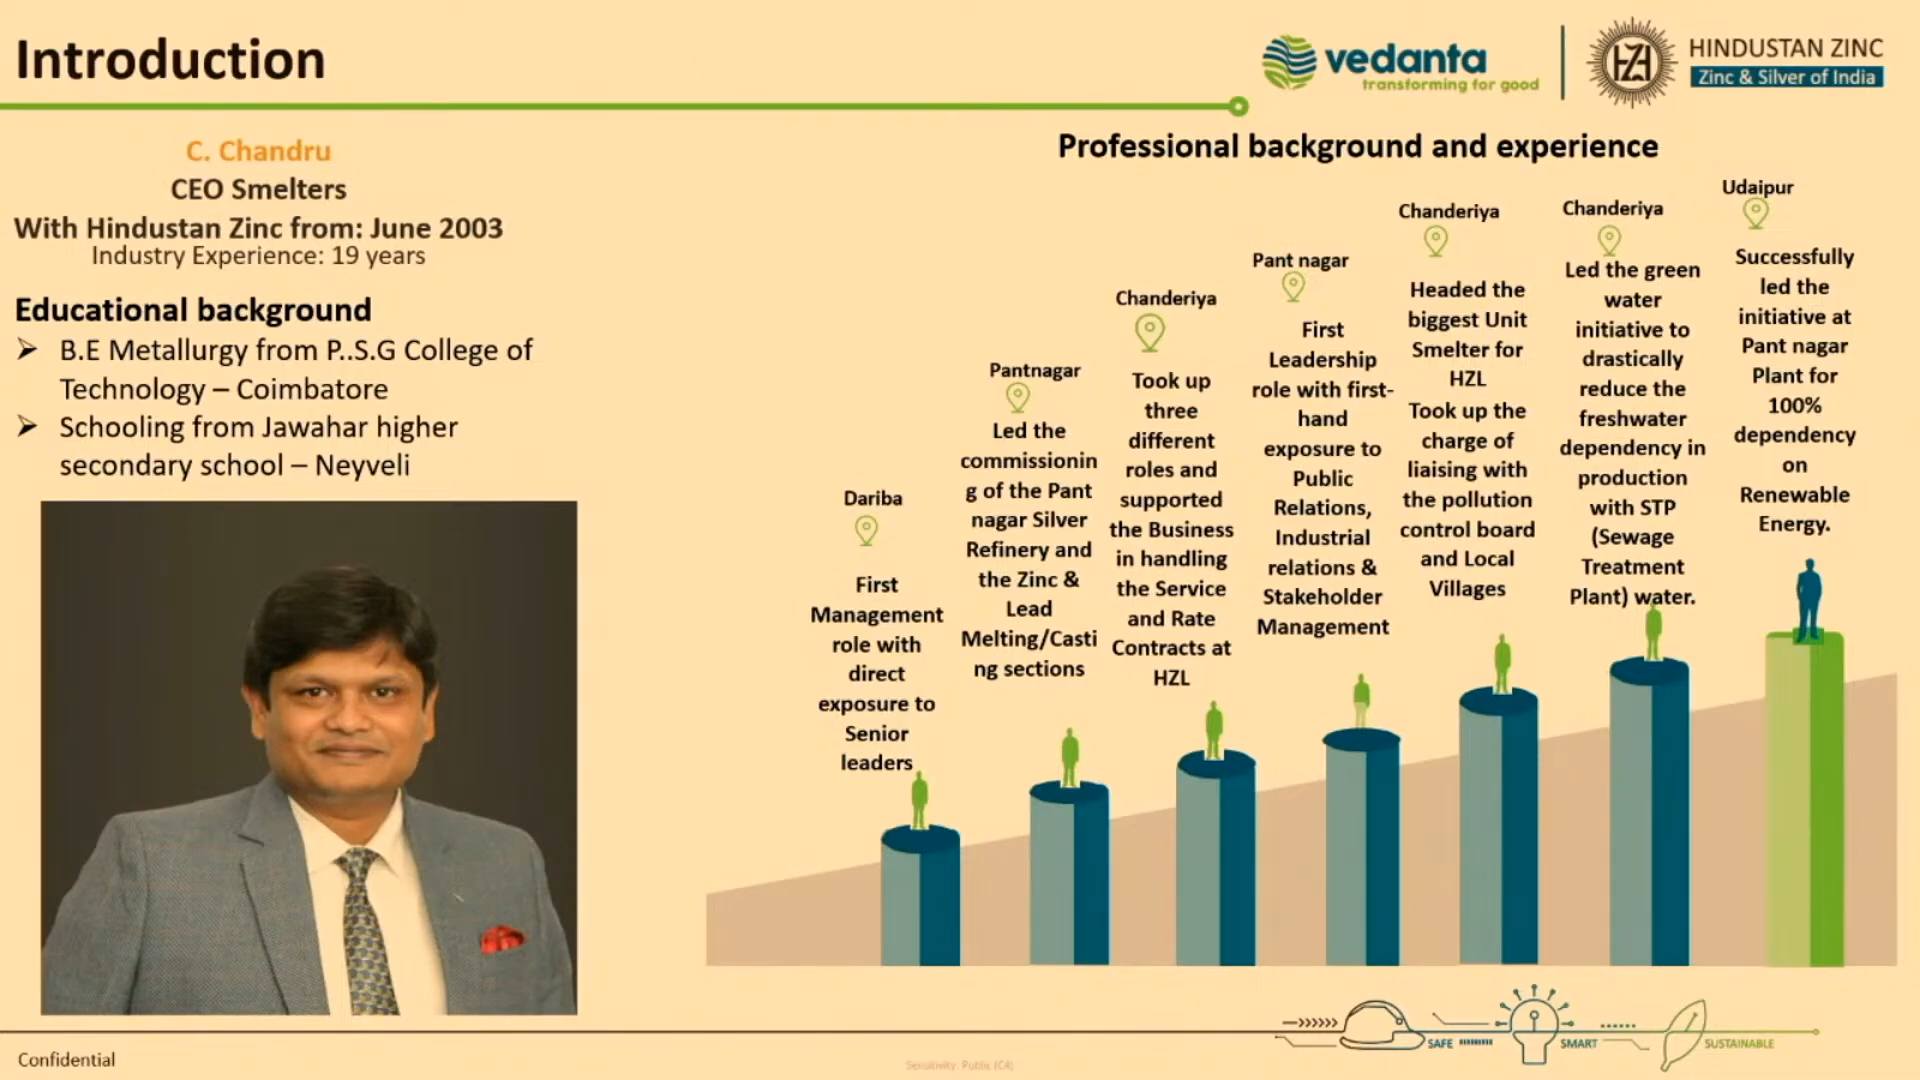 Introduction
vedanta
transforming for good
HINDUSTAN ZINC
Zinc & Silver of India
C. Chandru
CEO Smelters
With Hindustan Zinc from: June 2003
Industry Experience: 19 years
Educational background
B.E Metallurgy from P..S.G College of
Technology – Coimbatore
Schooling from Jawahar higher
secondary school – Neyveli
Professional background and experience
Dariba
First
Management
role with
direct
exposure to
Senior
leaders
Pantnagar
Led the
commissionin
g of the Pant
nagar Silver
Refinery and
the Zinc &
Lead
Melting/Casti
ng sections
Chanderiya
Took up
three
different
roles and
supported
the Business
in handling
the Service
and Rate
Contracts at
HZL
Pant nagar
First
Leadership
role with first-
hand
exposure to
Public
Relations,
Industrial
relations &
Stakeholder
Management
Chanderiya
Headed the
biggest Unit
Smelter for
HZL
Took up the
charge of
liaising with
the pollution
control board
and Local
Villages
Chanderiya
Led the green
water
initiative to
drastically
reduce the
freshwater
dependency in
production
with STP
(Sewage
Treatment
Plant) water.
Udaipur
Successfully
led the
initiative at
Pant nagar
Plant for
100%
dependency
on
Renewable
Energy.
SAFE
SMART
SUSTAINABLE
Confidential
Sensitivity: Public (C4)